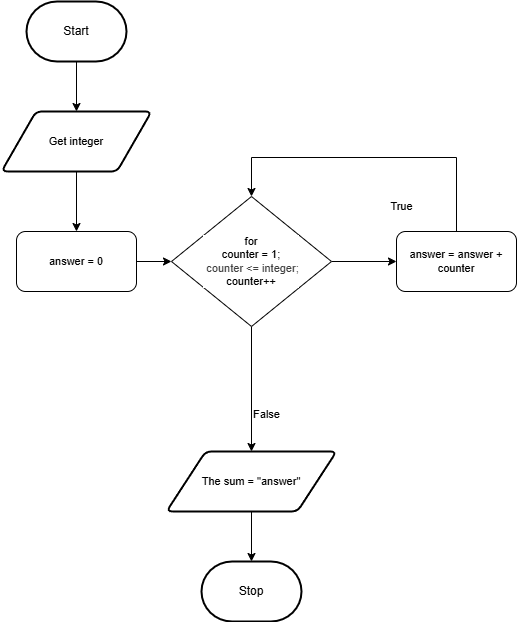 Start
Get integer
answer = 0
for
counter = 1;
counter <= integer;
counter++
True
answer = answer +
counter
False
The sum = "answer"
Stop